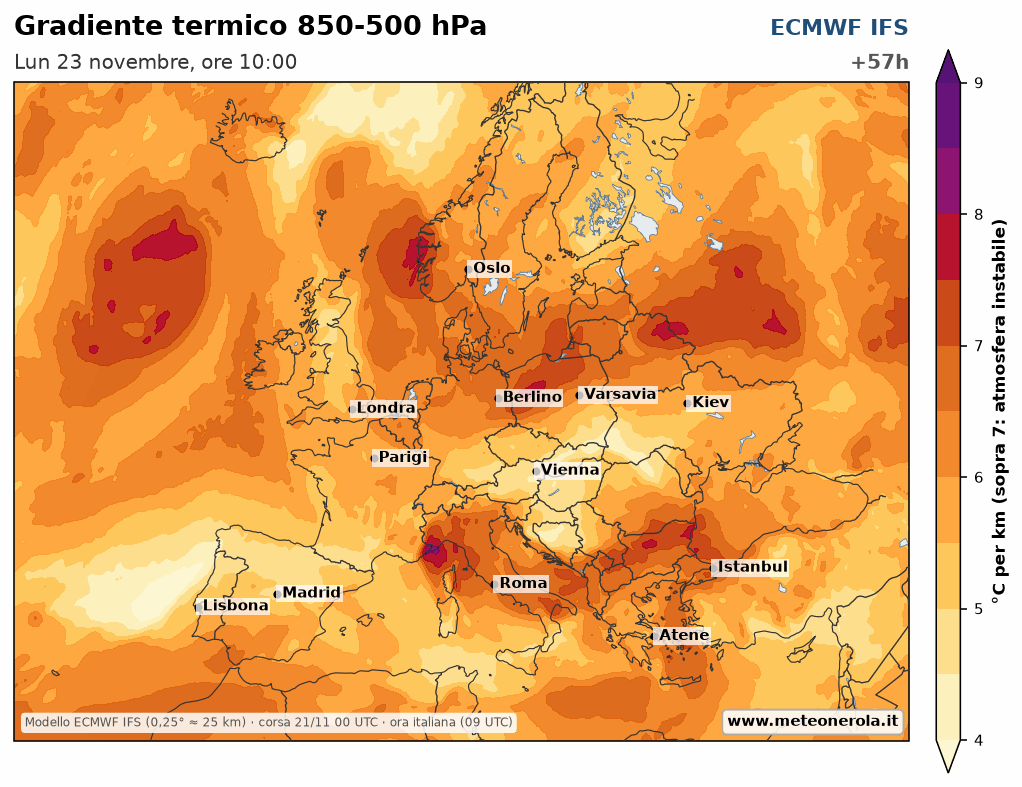 Gradiente termico 850-500 hPa
ECMWF IFS
Lun 23 novembre, ore 10:00
+57h
Oslo
Berlino
Varsavia
Kiev
Londra
Parigi
Vienna
Istanbul
Roma
Madrid
Lisbona
Atene
Modello ECMWF IFS (0,25° ≈ 25 km) · corsa 21/11 00 UTC · ora italiana (09 UTC)
www.meteonerola.it
9
8
7
6
5
4
°C per km (sopra 7: atmosfera instabile)